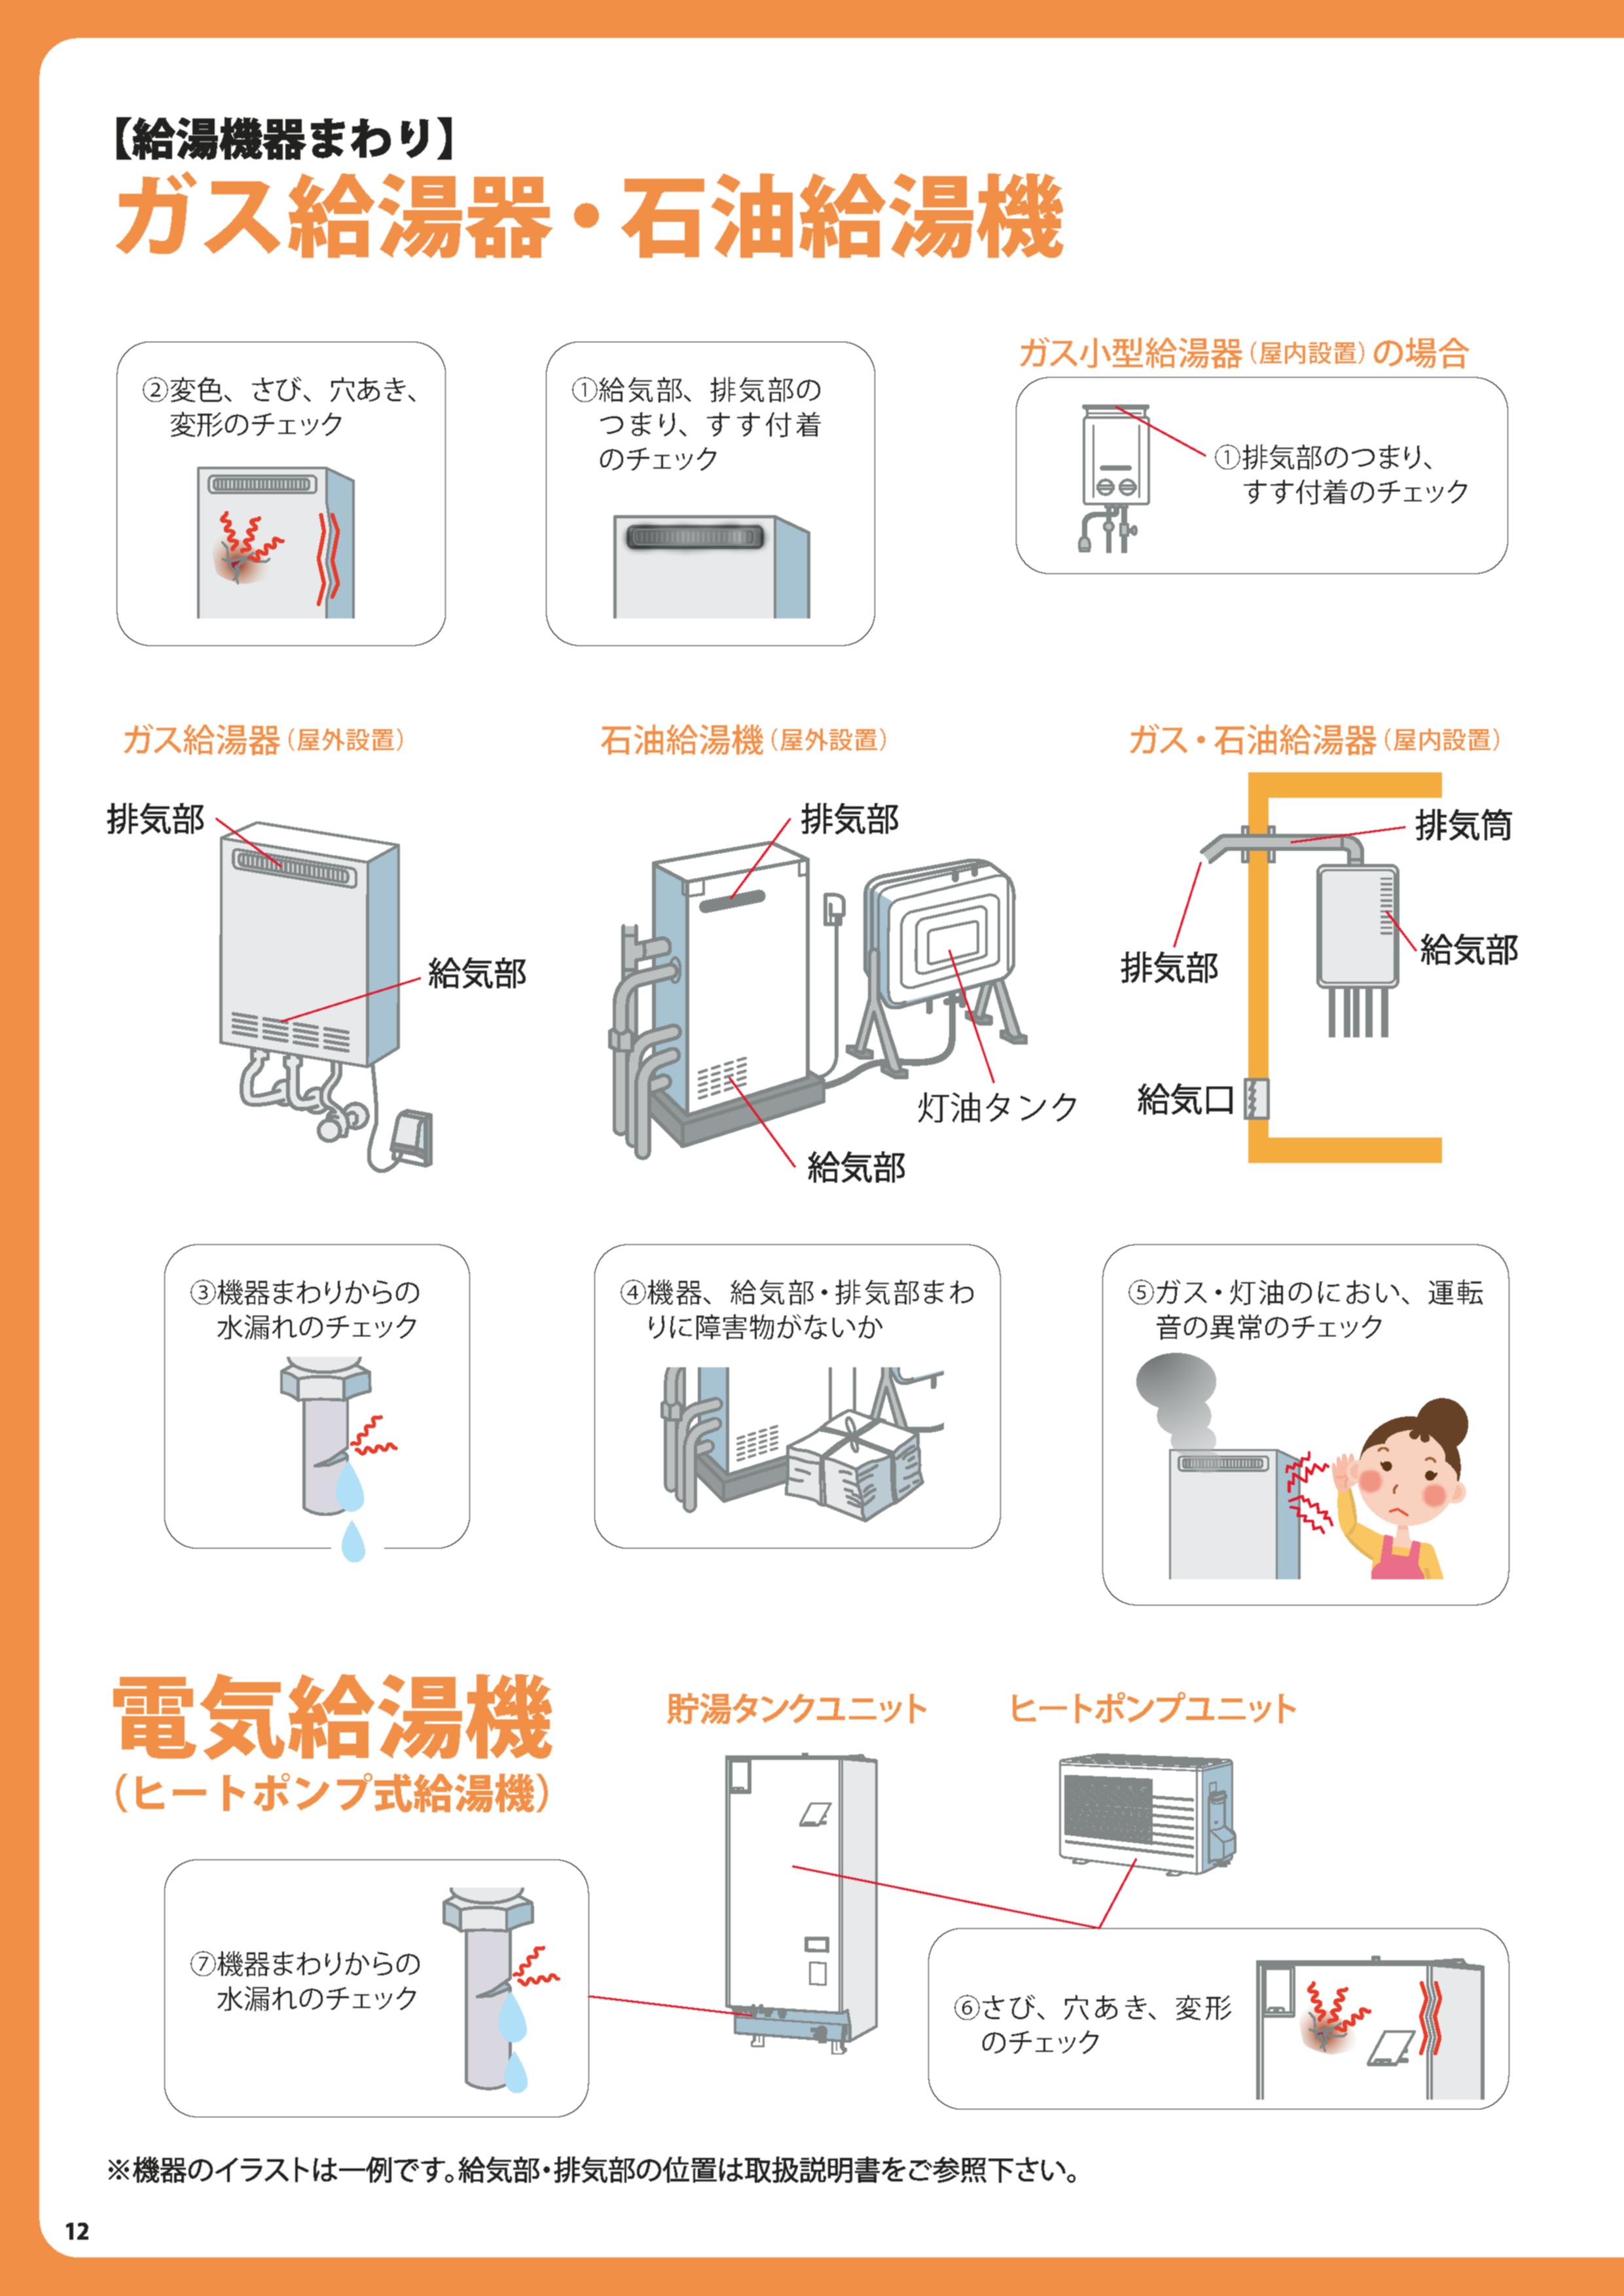 【給湯機器まわり】
ガス給湯器・石油給湯機
②変色、さび、穴あき、
変形のチェック
①給気部、排気部の
つまり、すす付着
のチェック
ガス小型給湯器（屋内設置）の場合
①排気部のつまり、
すす付着のチェック
ガス給湯器（屋外設置）
排気部
給気部
石油給湯機（屋外設置）
排気部
灯油タンク
給気部
ガス・石油給湯器（屋内設置）
排気筒
排気部
給気部
給気口
③機器まわりからの
水漏れのチェック
④機器、給気部・排気部まわ
りに障害物がないか
⑤ガス・灯油のにおい、運転
音の異常のチェック
電気給湯機
（ヒートポンプ式給湯機）
貯湯タンクユニット
ヒートポンプユニット
⑦機器まわりからの
水漏れのチェック
⑥さび、穴あき、変形
のチェック
※機器のイラストは一例です。給気部・排気部の位置は取扱説明書をご参照下さい。
12